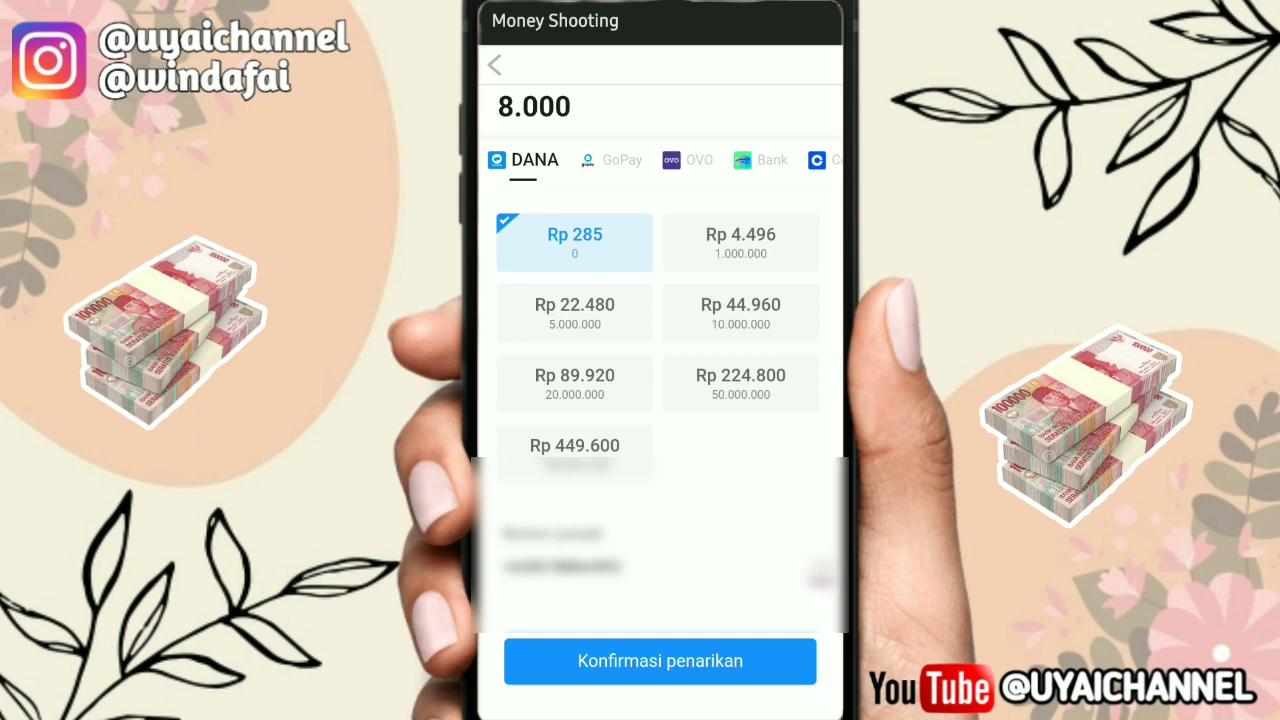 @uyaichannel
@windafai
Money Shooting
8.000
DANA GoPay OVO Bank
Rp 285
0
Rp 4.496
1.000.000
Rp 22.480
5.000.000
Rp 44.960
10.000.000
Rp 89.920
20.000.000
Rp 224.800
50.000.000
Rp 449.600
Konfirmasi penarikan
YouTube @UYAICHANNEL
100000
100000